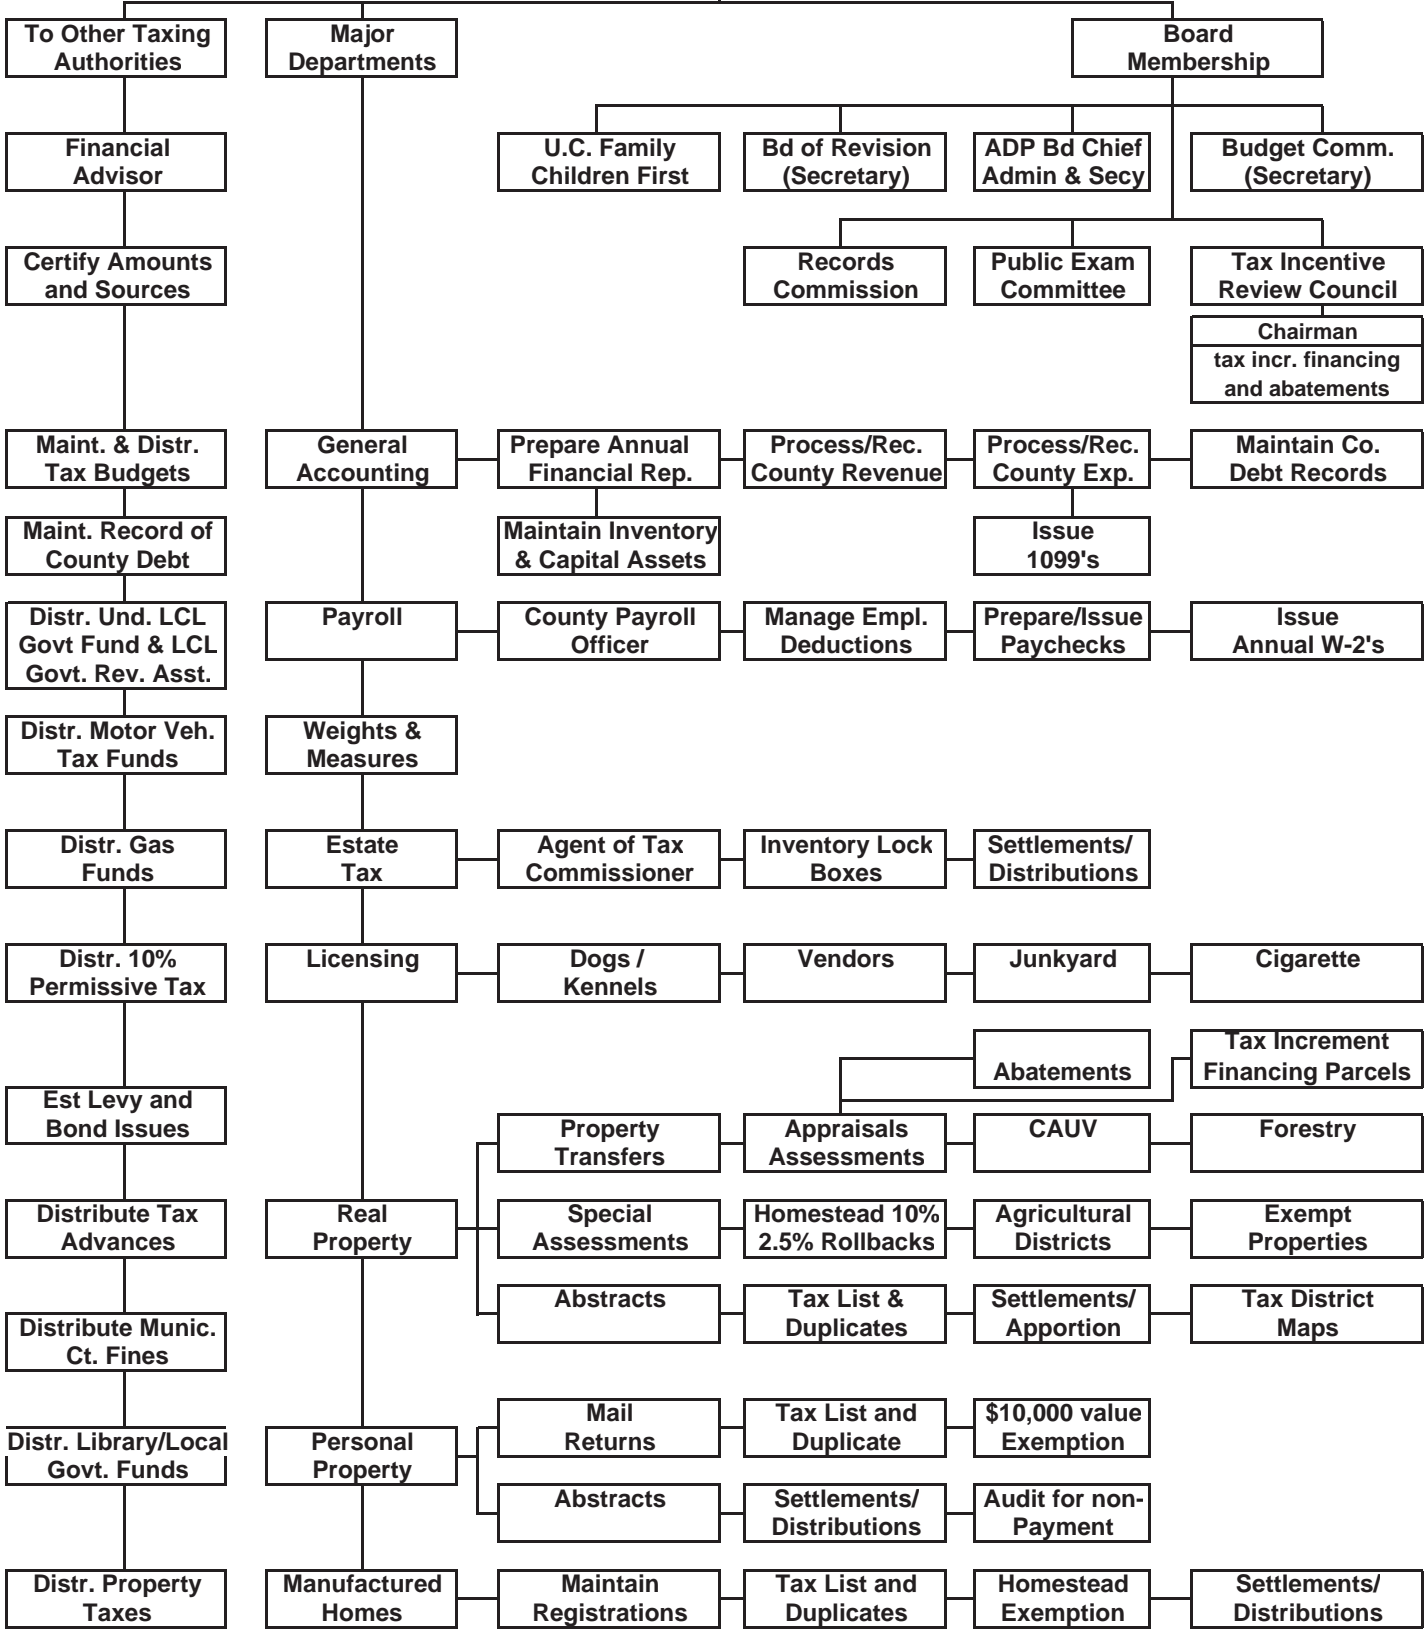 To Other Taxing
Authorities
Major
Departments
Board
Membership
Financial
Advisor
U.C. Family
Children First
Bd of Revision
(Secretary)
ADP Bd Chief
Admin & Secy
Budget Comm.
(Secretary)
Certify Amounts
and Sources
Records
Commission
Public Exam
Committee
Tax Incentive
Review Council
Chairman
tax incr. financing
and abatements
Maint. & Distr.
Tax Budgets
General
Accounting
Prepare Annual
Financial Rep.
Process/Rec.
County Revenue
Process/Rec.
County Exp.
Maintain Co.
Debt Records
Maint. Record of
County Debt
Maintain Inventory
& Capital Assets
Issue
1099's
Distr. Und. LCL
Govt Fund & LCL
Govt. Rev. Asst.
Payroll
County Payroll
Officer
Manage Empl.
Deductions
Prepare/Issue
Paychecks
Issue
Annual W-2's
Distr. Motor Veh.
Tax Funds
Weights &
Measures
Distr. Gas
Funds
Estate
Tax
Agent of Tax
Commissioner
Inventory Lock
Boxes
Settlements/
Distributions
Distr. 10%
Permissive Tax
Licensing
Dogs /
Kennels
Vendors
Junkyard
Cigarette
Abatements
Tax Increment
Financing Parcels
Est Levy and
Bond Issues
Property
Transfers
Appraisals
Assessments
CAUV
Forestry
Distribute Tax
Advances
Real
Property
Special
Assessments
Homestead 10%
2.5% Rollbacks
Agricultural
Districts
Exempt
Properties
Abstracts
Tax List &
Duplicates
Settlements/
Apportion
Tax District
Maps
Distribute Munic.
Ct. Fines
Distr. Library/Local
Govt. Funds
Personal
Property
Mail
Returns
Tax List and
Duplicate
$10,000 value
Exemption
Abstracts
Settlements/
Distributions
Audit for non-
Payment
Distr. Property
Taxes
Manufactured
Homes
Maintain
Registrations
Tax List and
Duplicates
Homestead
Exemption
Settlements/
Distributions